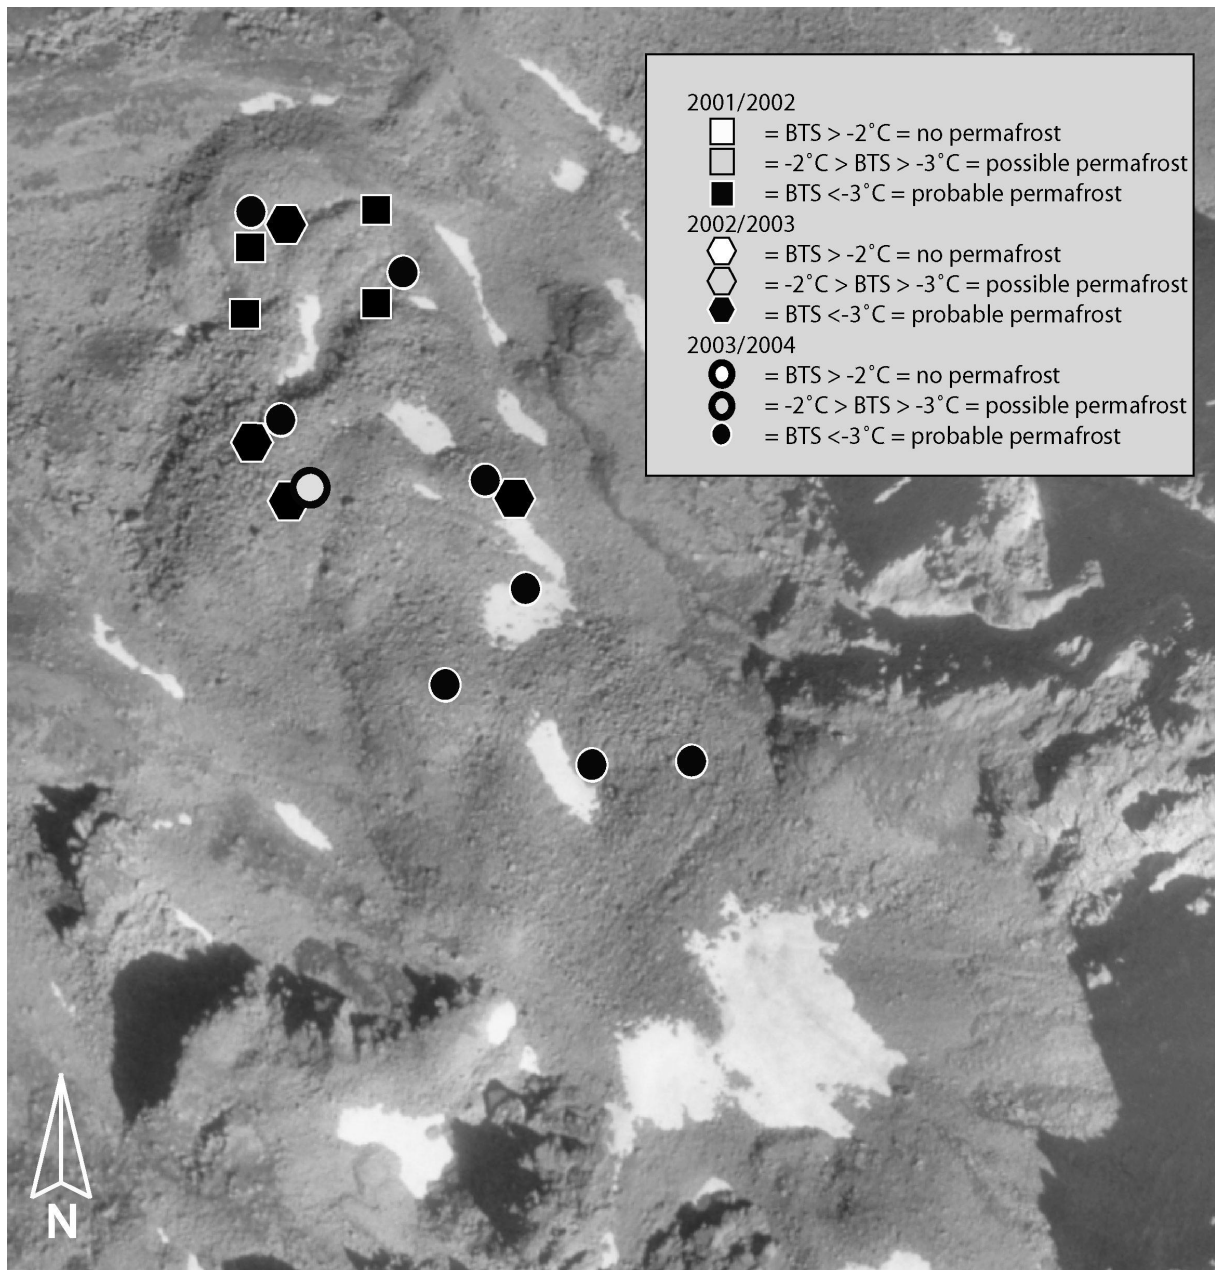 2001/2002
= BTS > -2˚C = no permafrost
= -2˚C > BTS > -3˚C = possible permafrost
= BTS <-3˚C = probable permafrost
2002/2003
= BTS > -2˚C = no permafrost
= -2˚C > BTS > -3˚C = possible permafrost
= BTS <-3˚C = probable permafrost
2003/2004
= BTS > -2˚C = no permafrost
= -2˚C > BTS > -3˚C = possible permafrost
= BTS <-3˚C = probable permafrost
N